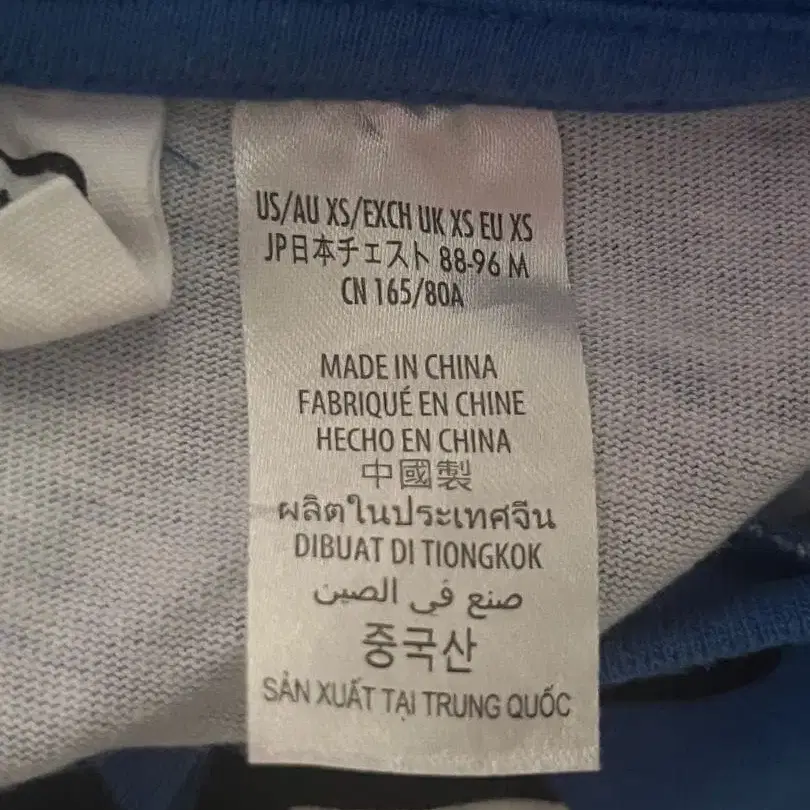 US/AU XS/EXCH UK XS EU XS
JP日本チェスト 88-96 M
CN 165/80A
MADE IN CHINA
FABRIQUÉ EN CHINE
HECHO EN CHINA
中國製
ผลิตในประเทศจีน
DIBUAT DI TIONGKOK
صنع في الصين
중국산
SẢN XUẤT TẠI TRUNG QUỐC